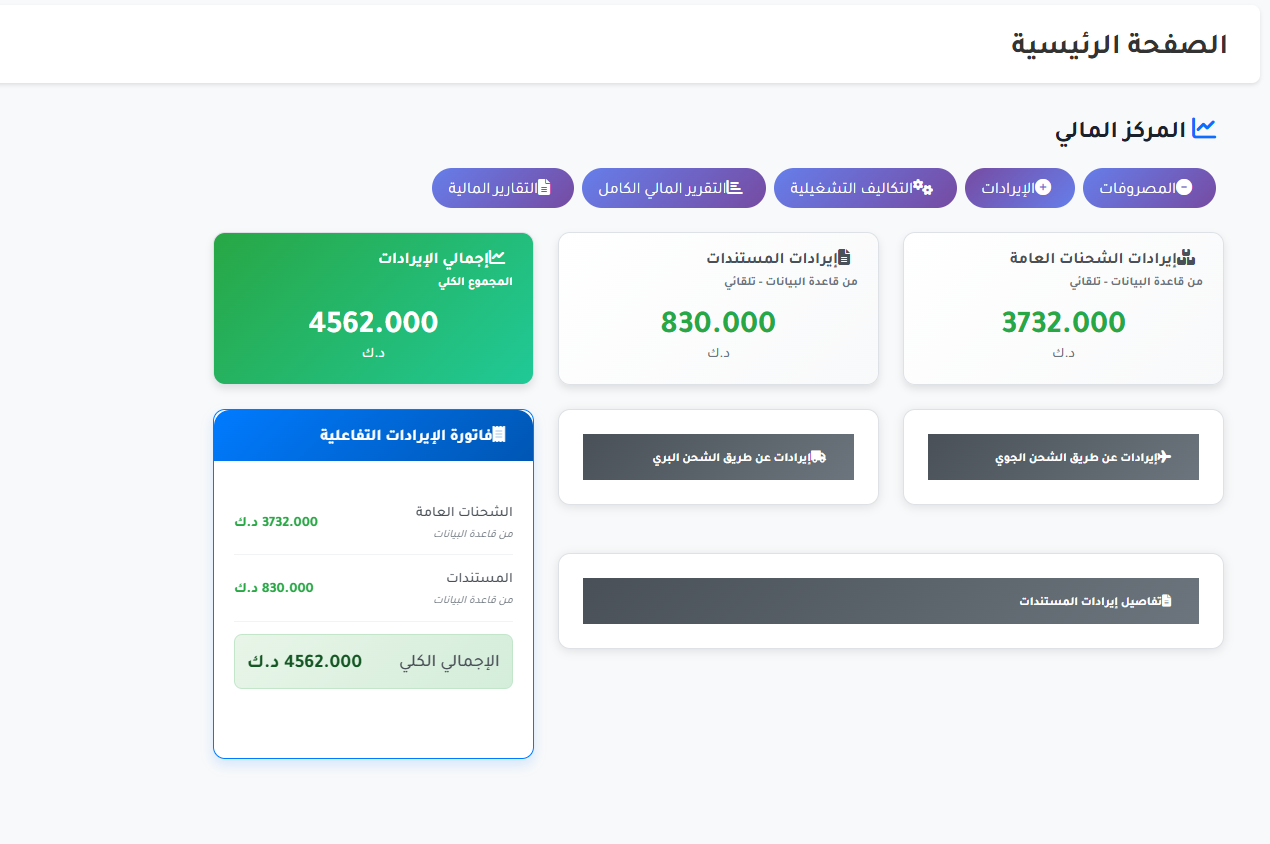 الصفحة الرئيسية
المركز المالي
المصروفات
الإيرادات
التكاليف التشغيلية
التقرير المالي الكامل
التقارير المالية
إيرادات الشحنات العامة
من قاعدة البيانات - تلقائي
3732.000
د.ك
إيرادات المستندات
من قاعدة البيانات - تلقائي
830.000
د.ك
إجمالي الإيرادات
المجموع الكلي
4562.000
د.ك
إيرادات عن طريق الشحن الجوي
إيرادات عن طريق الشحن البري
تفاصيل إيرادات المستندات
فاتورة الإيرادات التفاعلية
الشحنات العامة
من قاعدة البيانات
3732.000 د.ك
المستندات
من قاعدة البيانات
830.000 د.ك
الإجمالي الكلي
4562.000 د.ك